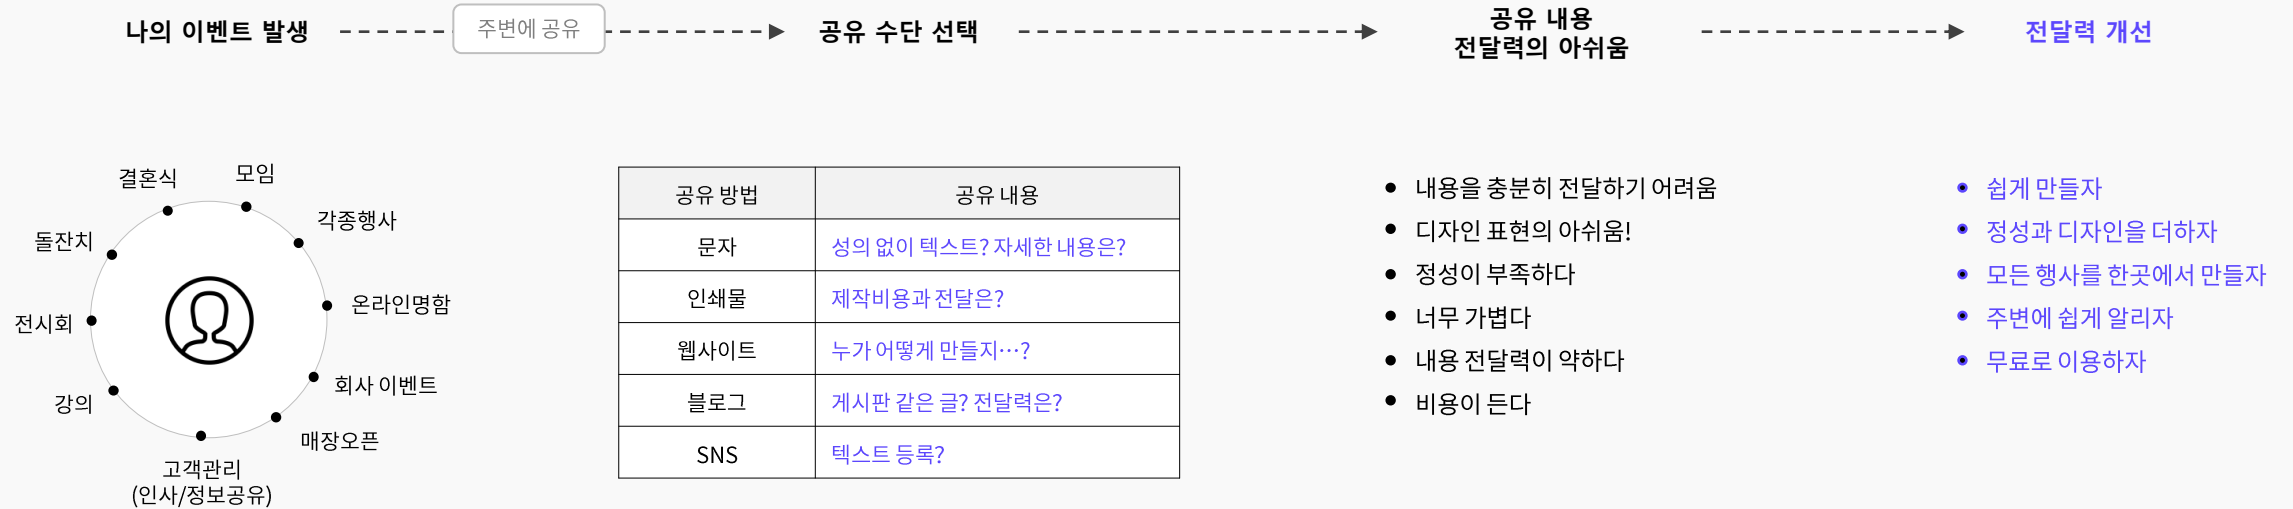 나의 이벤트 발생
주변에 공유
공유 수단 선택
공유 내용
전달력의 아쉬움
전달력 개선
결혼식
모임
각종행사
돌잔치
온라인명함
전시회
회사 이벤트
강의
매장오픈
고객관리
(인사/정보공유)
공유 방법 공유 내용
문자 성의 없이 텍스트? 자세한 내용은?
인쇄물 제작비용과 전달은?
웹사이트 누가 어떻게 만들지…?
블로그 게시판 같은 글? 전달력은?
SNS 텍스트 등록?
내용을 충분히 전달하기 어려움
디자인 표현의 아쉬움!
정성이 부족하다
너무 가볍다
내용 전달력이 약하다
비용이 든다
쉽게 만들자
정성과 디자인을 더하자
모든 행사를 한곳에서 만들자
주변에 쉽게 알리자
무료로 이용하자